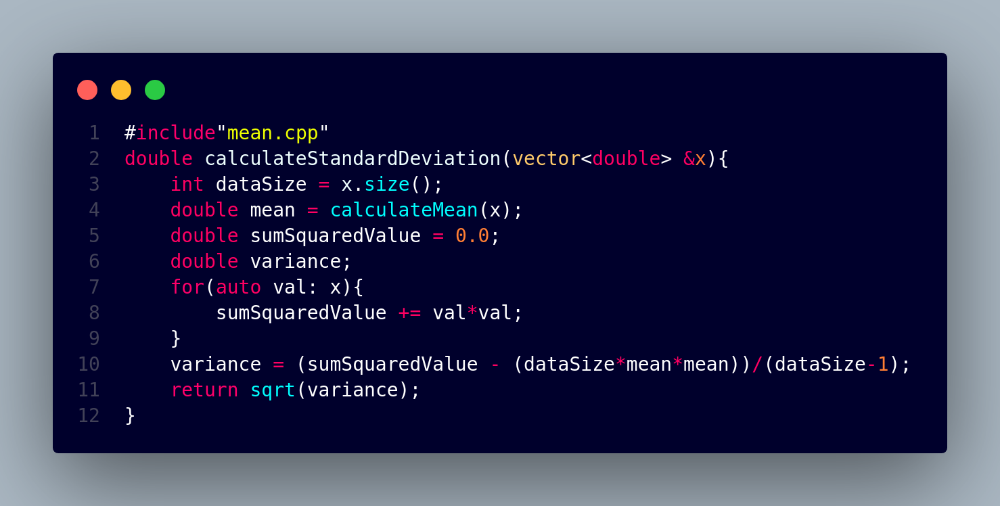 1 #include"mean.cpp"
2 double calculateStandardDeviation(vector<double> &x){
3     int dataSize = x.size();
4     double mean = calculateMean(x);
5     double sumSquaredValue = 0.0;
6     double variance;
7     for(auto val: x){
8         sumSquaredValue += val*val;
9     }
10     variance = (sumSquaredValue - (dataSize*mean*mean))/(dataSize-1);
11     return sqrt(variance);
12 }